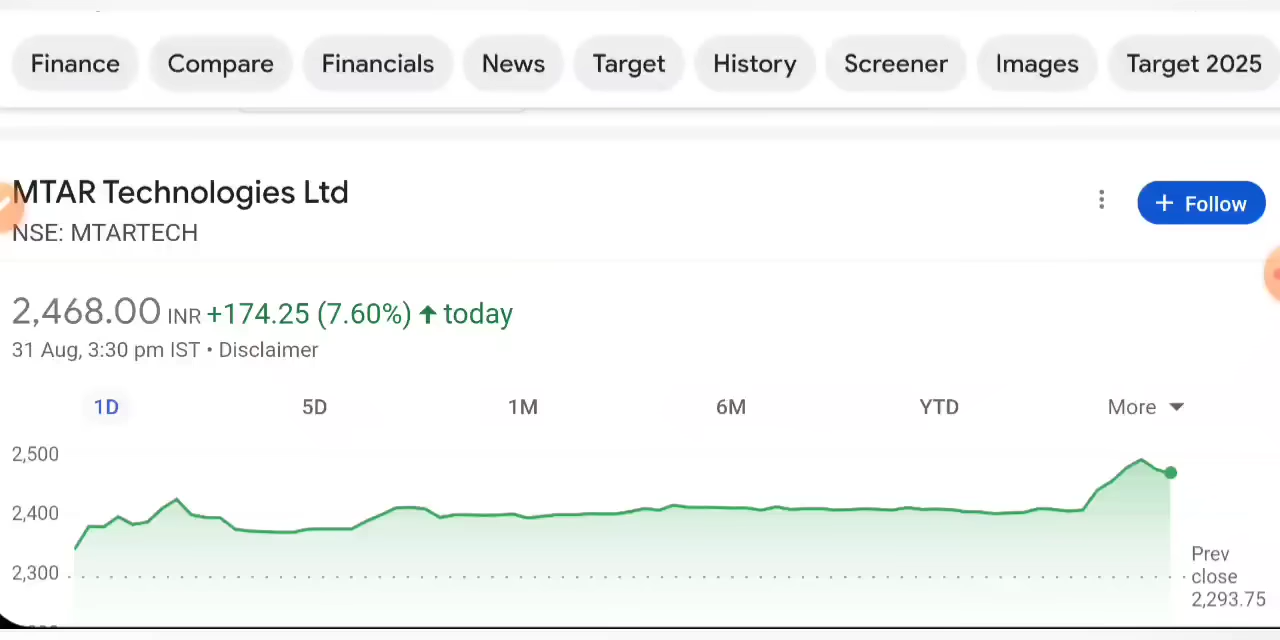 Finance Compare Financials News Target History Screener Images Target 2025
MTAR Technologies Ltd
NSE: MTARTECH
+ Follow
2,468.00 INR +174.25 (7.60%) ↑ today
31 Aug, 3:30 pm IST • Disclaimer
1D 5D 1M 6M YTD More
2,500
2,400
2,300
Prev
close
2,293.75